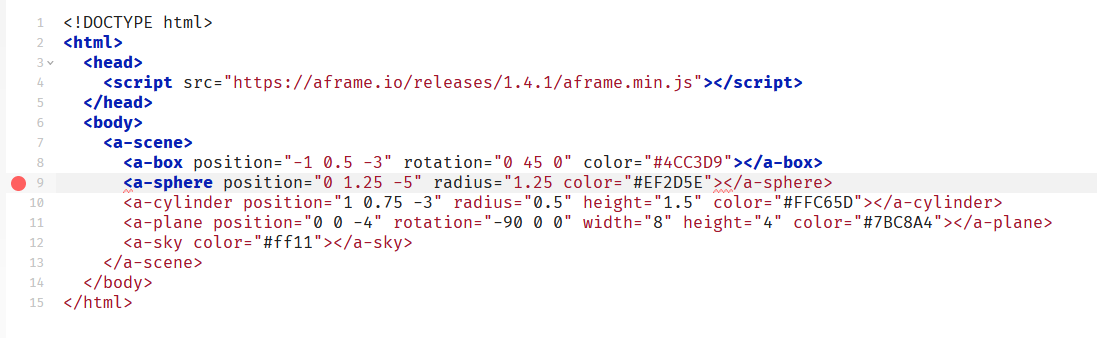 1 <!DOCTYPE html>
2 <html>
3 <head>
4 <script src="https://aframe.io/releases/1.4.1/aframe.min.js"></script>
5 </head>
6 <body>
7 <a-scene>
8 <a-box position="-1 0.5 -3" rotation="0 45 0" color="#4CC3D9"></a-box>
9 <a-sphere position="0 1.25 -5" radius="1.25 color="#EF2D5E"></a-sphere>
10 <a-cylinder position="1 0.75 -3" radius="0.5" height="1.5" color="#FFC65D"></a-cylinder>
11 <a-plane position="0 0 -4" rotation="-90 0 0" width="8" height="4" color="#7BC8A4"></a-plane>
12 <a-sky color="#ff11"></a-sky>
13 </a-scene>
14 </body>
15 </html>